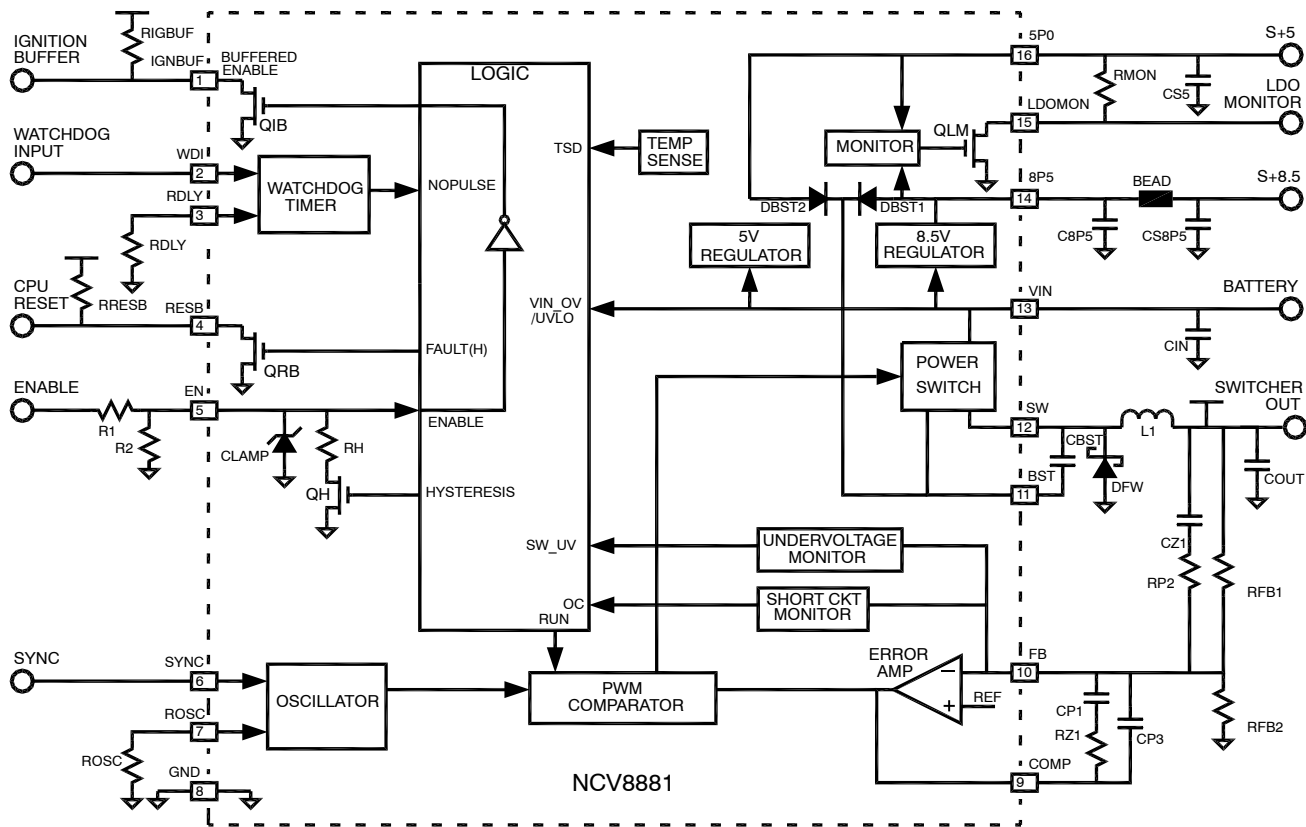 IGNITION
BUFFER
RIGBUF
IGNBUF
1
BUFFERED
ENABLE
QIB
WATCHDOG
INPUT
WDI
2
RDLY
3
RDLY
WATCHDOG
TIMER
CPU
RESET
RRESB
RESB
4
QRB
ENABLE
R1
R2
EN
5
CLAMP
RH
QH
SYNC
SYNC
6
ROSC
7
ROSC
GND
8
OSCILLATOR
LOGIC
NOPULSE
FAULT(H)
ENABLE
HYSTERESIS
TSD
VIN_OV
/UVLO
SW_UV
OC
RUN
TEMP
SENSE
MONITOR
QLM
DBST2
DBST1
5V
REGULATOR
8.5V
REGULATOR
POWER
SWITCH
UNDERVOLTAGE
MONITOR
SHORT CKT
MONITOR
ERROR
AMP
−
+
REF
PWM
COMPARATOR
NCV8881
5P0
16
S+5
RMON
CS5
LDOMON
15
LDO
MONITOR
8P5
14
BEAD
S+8.5
C8P5
CS8P5
VIN
13
BATTERY
CIN
SWITCHER
OUT
SW
12
CBST
L1
BST
11
DFW
COUT
CZ1
RP2
RFB1
FB
10
CP1
RZ1
CP3
RFB2
COMP
9